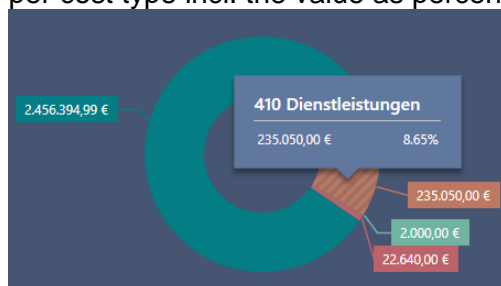 per cost type incl. the value as percen
2.456.394,99 €
410 Dienstleistungen
235.050,00 € 8.65%
235.050,00 €
2.000,00 €
22.640,00 €